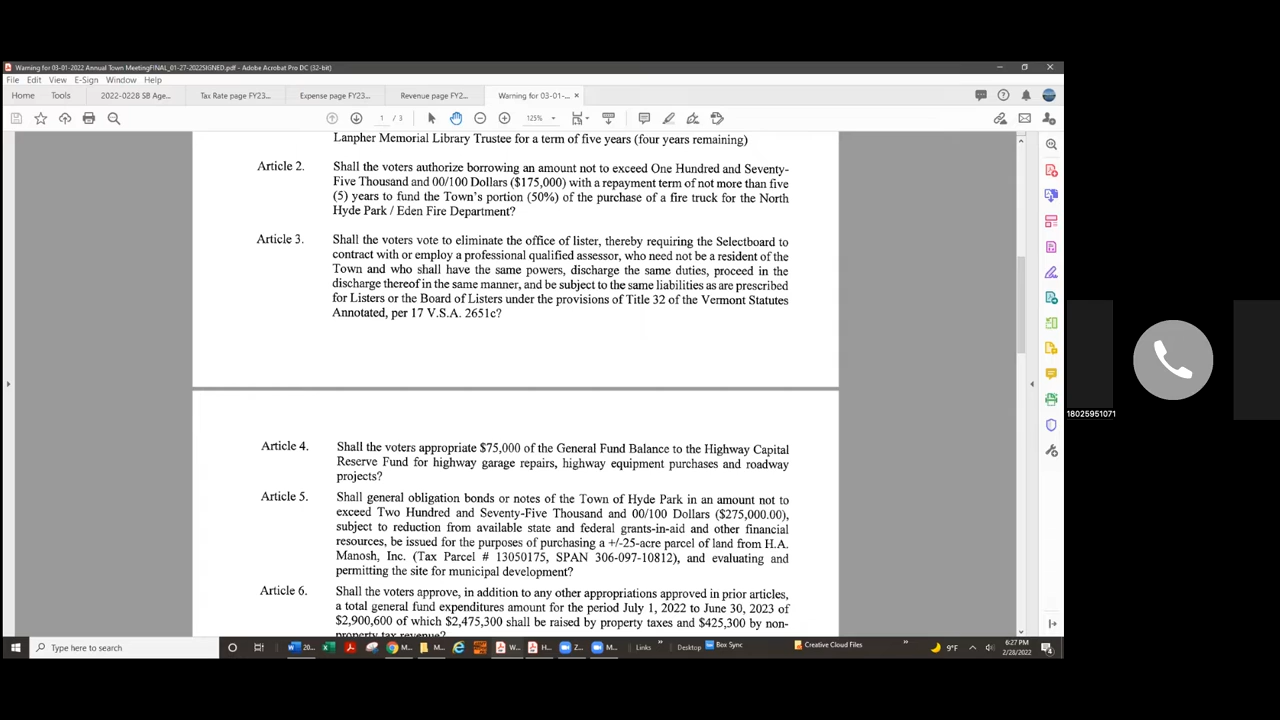 Warning for 03-01-2022 Annual Town MeetingFINAL_01-27-2022SIGNED.pdf - Adobe Acrobat Pro DC (32-bit)
File Edit View E-Sign Window Help
Home Tools 2022-0228 SB Age... Tax Rate page FY23... Expense page FY23... Revenue page FY2... Warning for 03-01-... ×
1 / 3 125%
Lanpher Memorial Library Trustee for a term of five years (four years remaining)
Article 2. Shall the voters authorize borrowing an amount not to exceed One Hundred and Seventy-
Five Thousand and 00/100 Dollars ($175,000) with a repayment term of not more than five
(5) years to fund the Town's portion (50%) of the purchase of a fire truck for the North
Hyde Park / Eden Fire Department?
Article 3. Shall the voters vote to eliminate the office of lister, thereby requiring the Selectboard to
contract with or employ a professional qualified assessor, who need not be a resident of the
Town and who shall have the same powers, discharge the same duties, proceed in the
discharge thereof in the same manner, and be subject to the same liabilities as are prescribed
for Listers or the Board of Listers under the provisions of Title 32 of the Vermont Statutes
Annotated, per 17 V.S.A. 2651c?
Article 4. Shall the voters appropriate $75,000 of the General Fund Balance to the Highway Capital
Reserve Fund for highway garage repairs, highway equipment purchases and roadway
projects?
Article 5. Shall general obligation bonds or notes of the Town of Hyde Park in an amount not to
exceed Two Hundred and Seventy-Five Thousand and 00/100 Dollars ($275,000.00),
subject to reduction from available state and federal grants-in-aid and other financial
resources, be issued for the purposes of purchasing a +/-25-acre parcel of land from H.A.
Manosh, Inc. (Tax Parcel # 13050175, SPAN 306-097-10812), and evaluating and
permitting the site for municipal development?
Article 6. Shall the voters approve, in addition to any other appropriations approved in prior articles,
a total general fund expenditures amount for the period July 1, 2022 to June 30, 2023 of
$2,900,600 of which $2,475,300 shall be raised by property taxes and $425,300 by non-
property tax revenue?
18025951071
Type here to search 20... M... M... W... H... Z... M... Links Desktop Box Sync Creative Cloud Files 9°F 6:27 PM
2/28/2022 4